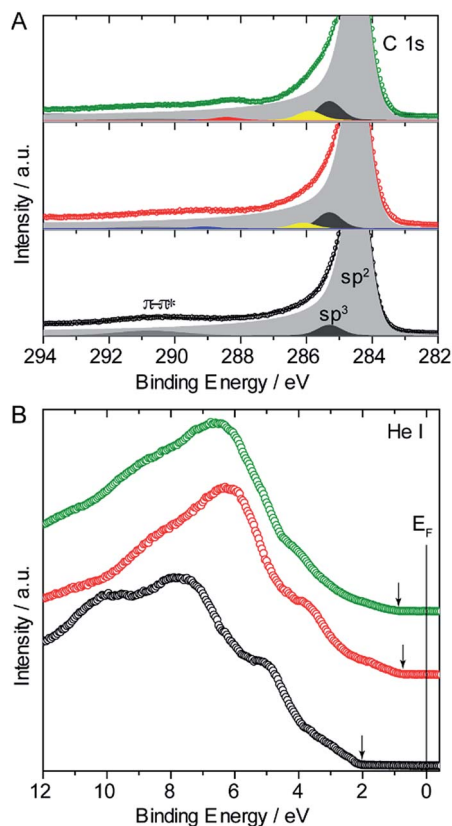 A
C 1s
Intensity / a.u.
π-π*
sp²
sp³
294 292 290 288 286 284 282
Binding Energy / eV
B
He I
E_F
Intensity / a.u.
12 10 8 6 4 2 0
Binding Energy / eV